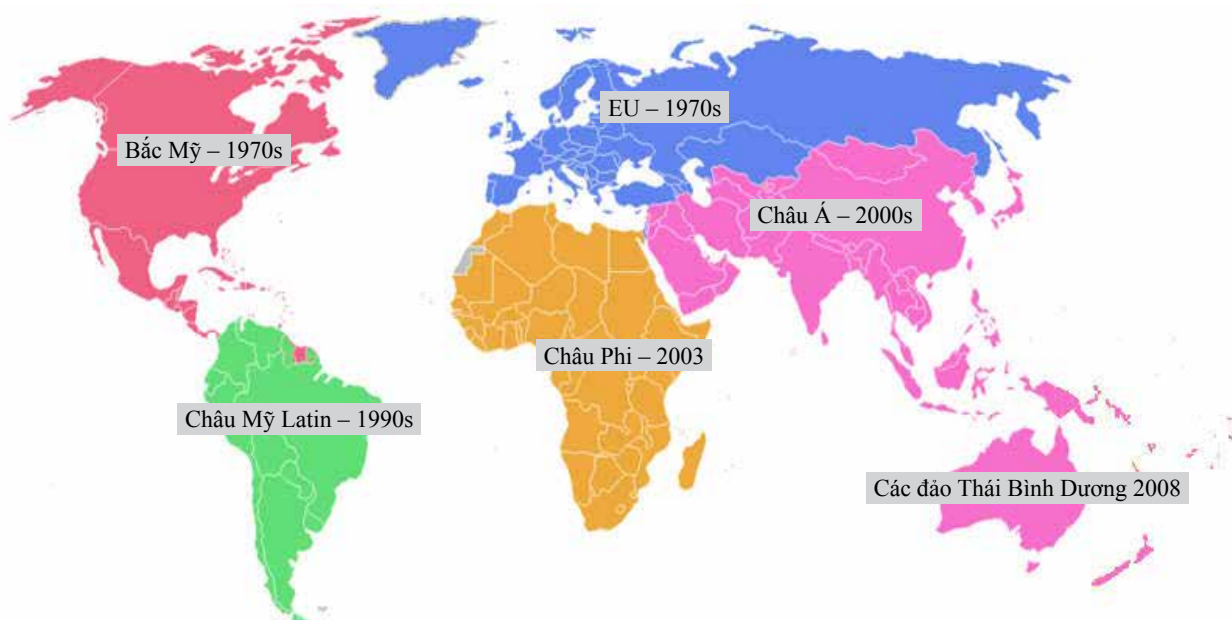 EU – 1970s
Bắc Mỹ – 1970s
Châu Á – 2000s
Châu Phi – 2003
Châu Mỹ Latin – 1990s
Các đảo Thái Bình Dương 2008